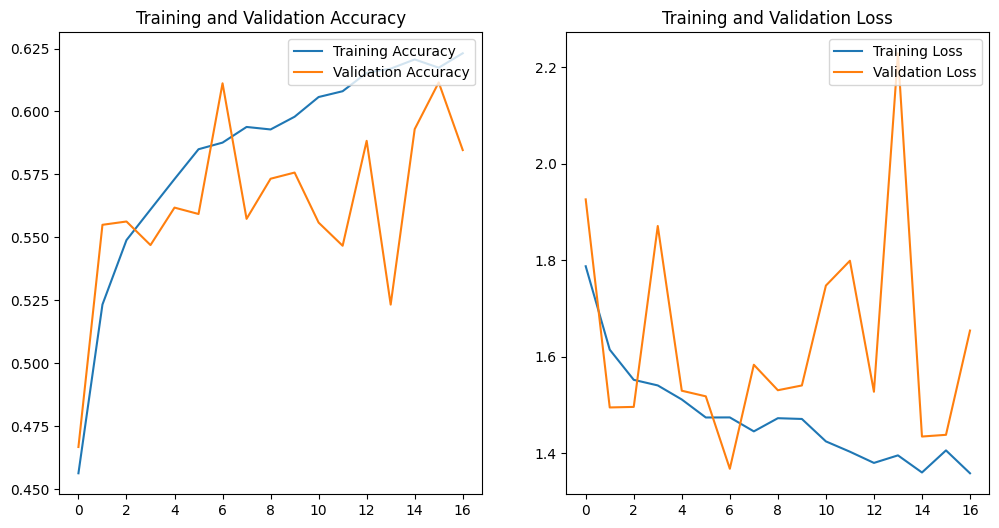 Training and Validation Accuracy
Training Accuracy
Validation Accuracy
0.625
0.600
0.575
0.550
0.525
0.500
0.475
0.450
0 2 4 6 8 10 12 14 16
Training and Validation Loss
Training Loss
Validation Loss
2.2
2.0
1.8
1.6
1.4
0 2 4 6 8 10 12 14 16